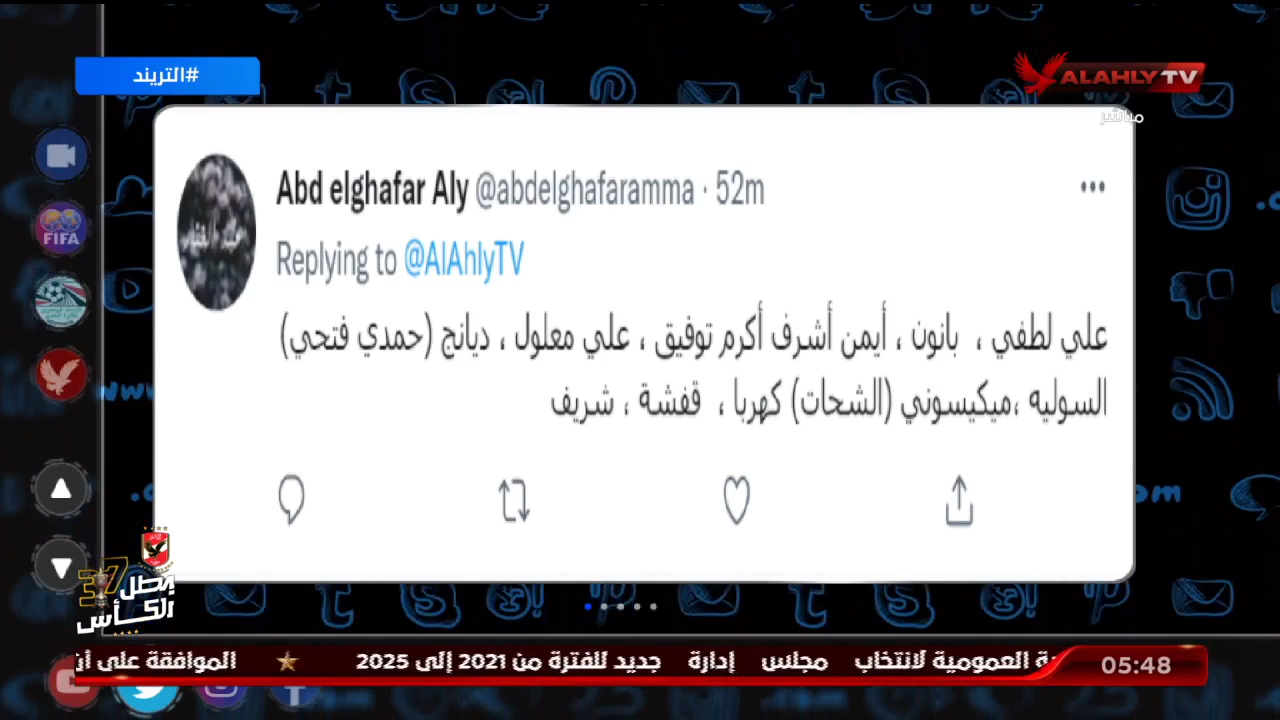 #التريند
ALAHLY TV
مباشر
Abd elghafar Aly @abdelghafaramma · 52m
Replying to @AlAhlyTV
علي لطفي ، بانون ، أيمن أشرف أكرم توفيق ، علي معلول ، ديانج (حمدي فتحي)
السوليه ،ميكيسوني (الشحات) كهربا ، قفشة ، شريف
FIFA
بطل
37
الكأس
العمومية لانتخاب مجلس إدارة جديد للفترة من 2021 إلى 2025
الموافقة على
05:48